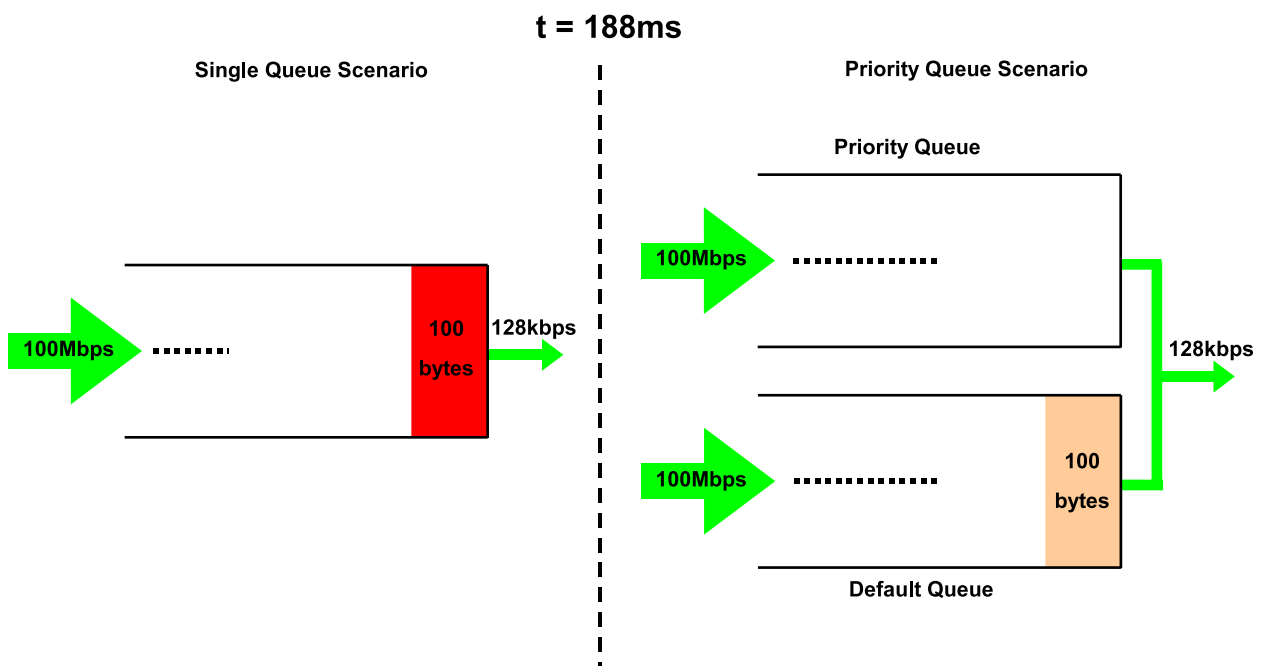 t = 188ms
Single Queue Scenario
Priority Queue Scenario
Priority Queue
100Mbps
100
bytes
128kbps
100Mbps
128kbps
100Mbps
100
bytes
Default Queue